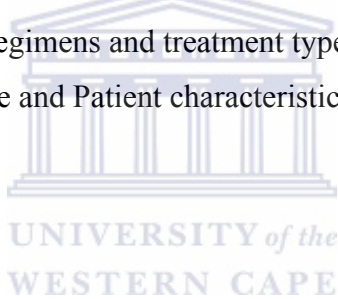 egimens and treatment type
e and Patient characteristic
UNIVERSITY of the
WESTERN CAPE